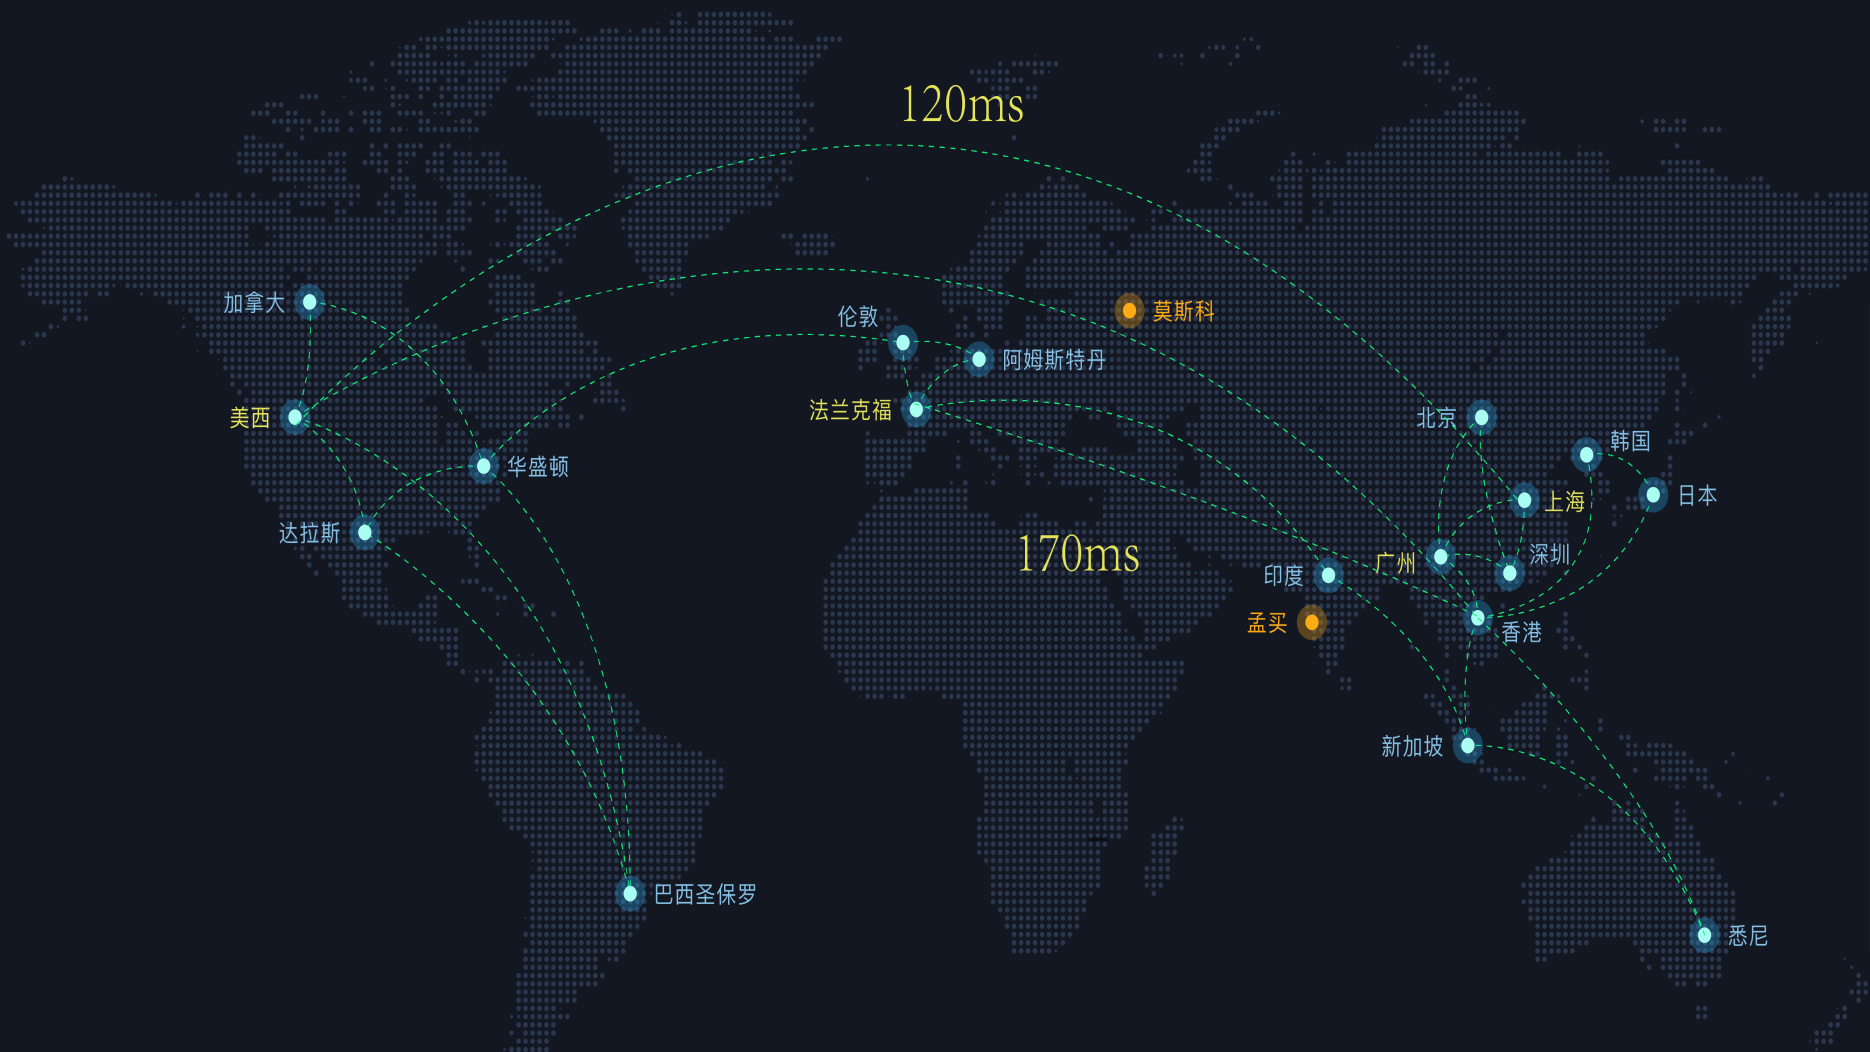 120ms
加拿大
莫斯科
伦敦
阿姆斯特丹
法兰克福
美西
北京
韩国
华盛顿
日本
上海
达拉斯
170ms
深圳
广州
印度
孟买
香港
新加坡
巴西圣保罗
悉尼